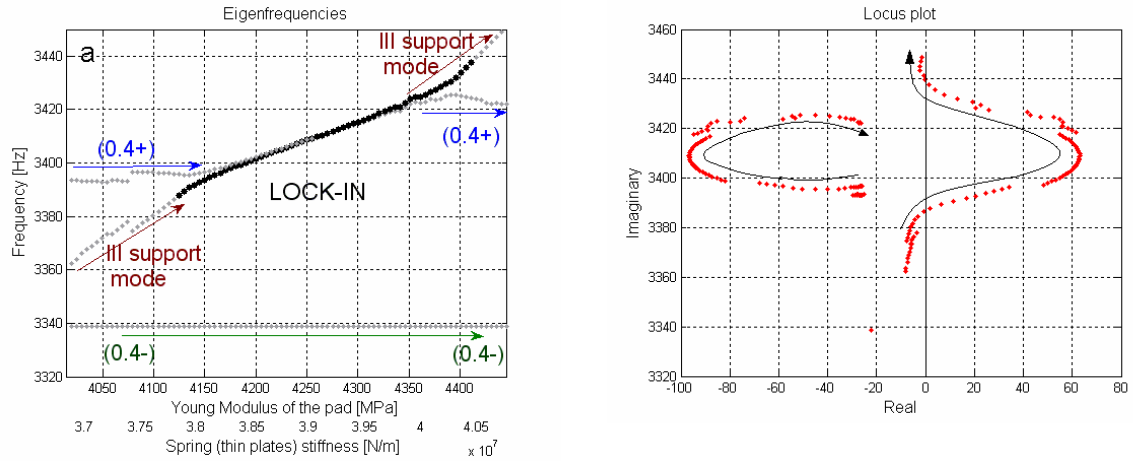 Eigenfrequencies
a
III support
mode
(0.4+)
(0.4+)
LOCK-IN
III support
mode
(0.4-)
(0.4-)
Frequency [Hz]
3440
3420
3400
3380
3360
3340
3320
4050 4100 4150 4200 4250 4300 4350 4400
Young Modulus of the pad [MPa]
3.7 3.75 3.8 3.85 3.9 3.95 4 4.05
Spring (thin plates) stiffness [N/m] x 10^7
Locus plot
Imaginary
3460
3440
3420
3400
3380
3360
3340
3320
-100 -80 -60 -40 -20 0 20 40 60 80
Real